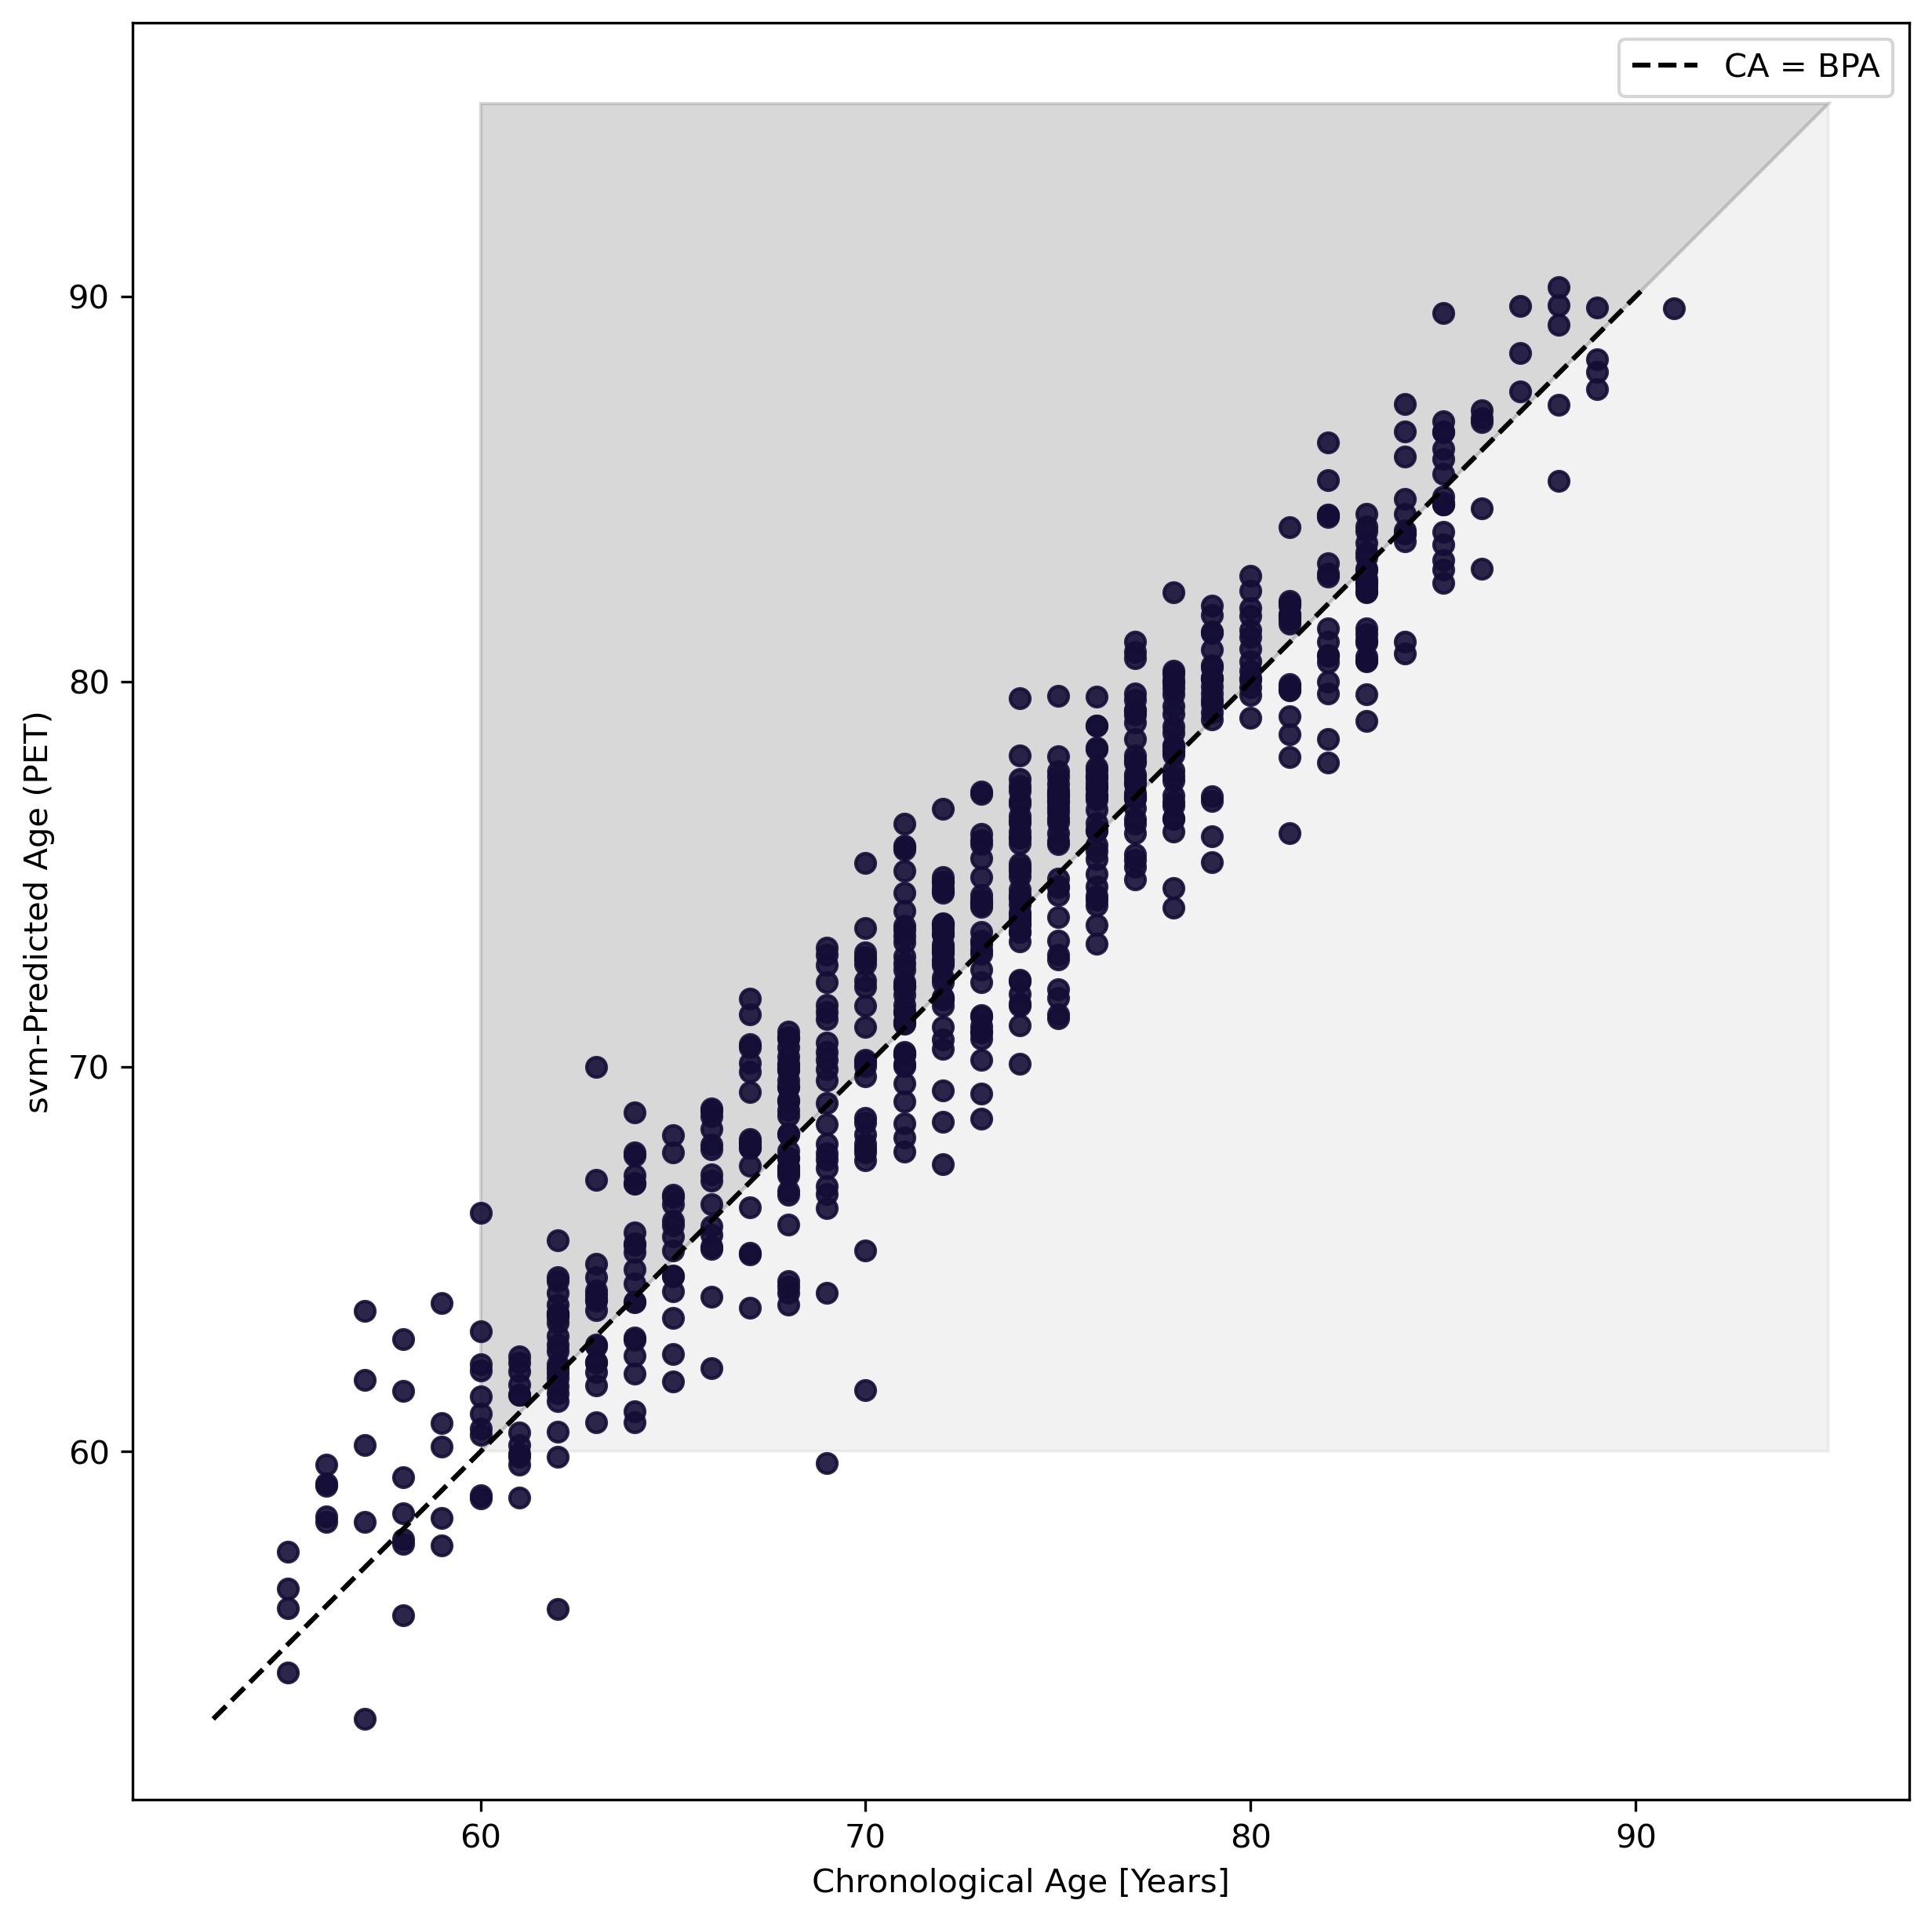 CA = BPA
90
80
70
60
svm-Predicted Age (PET)
60 70 80 90
Chronological Age [Years]